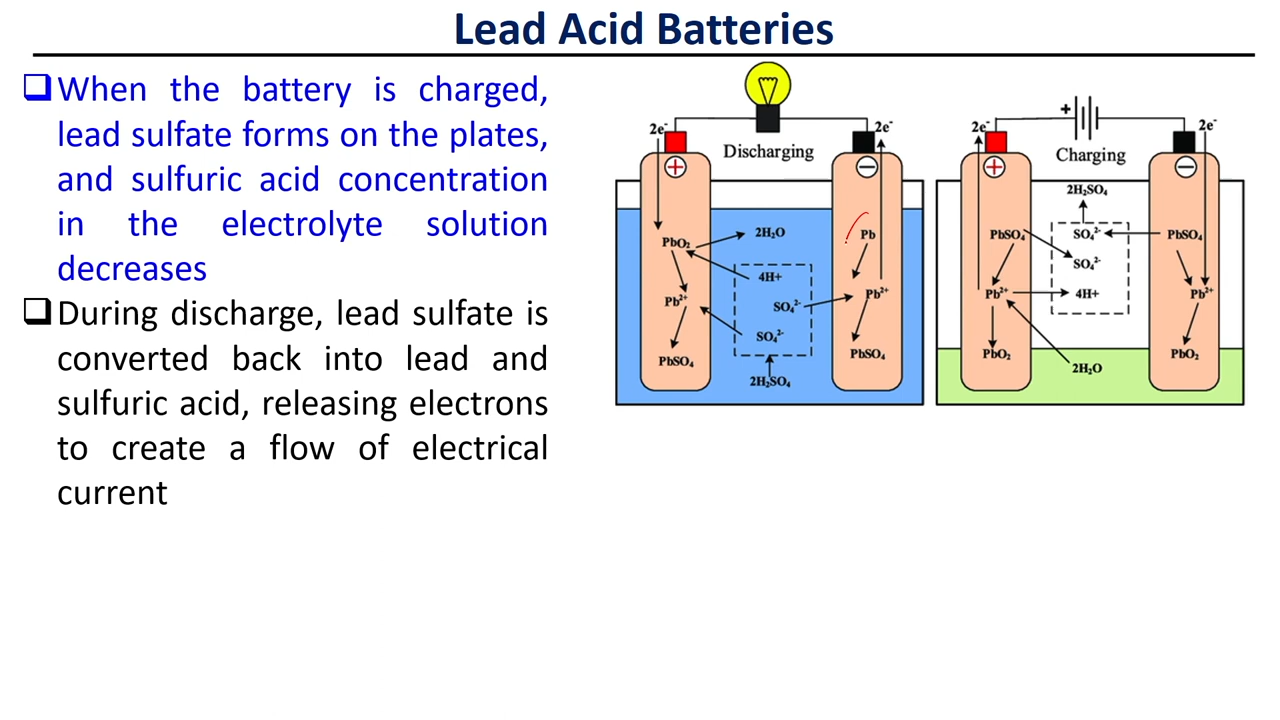 Lead Acid Batteries
When the battery is charged,
lead sulfate forms on the plates,
and sulfuric acid concentration
in the electrolyte solution
decreases
During discharge, lead sulfate is
converted back into lead and
sulfuric acid, releasing electrons
to create a flow of electrical
current
2e⁻
Discharging
2e⁻
+
−
PbO₂
2H₂O
Pb
4H+
Pb²⁺
SO₄²⁻
Pb²⁺
SO₄²⁻
PbSO₄
PbSO₄
2H₂SO₄
+
2e⁻
2e⁻
Charging
+
−
2H₂SO₄
PbSO₄
SO₄²⁻
PbSO₄
SO₄²⁻
Pb²⁺
4H+
Pb²⁺
PbO₂
PbO₂
2H₂O